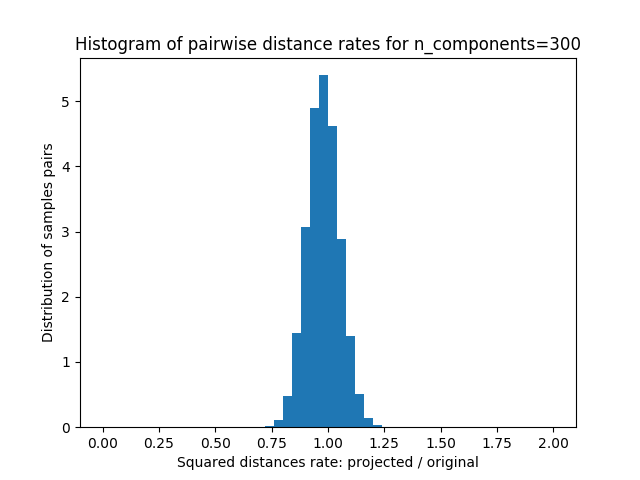 Histogram of pairwise distance rates for n_components=300
Distribution of samples pairs
5
4
3
2
1
0
0.00 0.25 0.50 0.75 1.00 1.25 1.50 1.75 2.00
Squared distances rate: projected / original